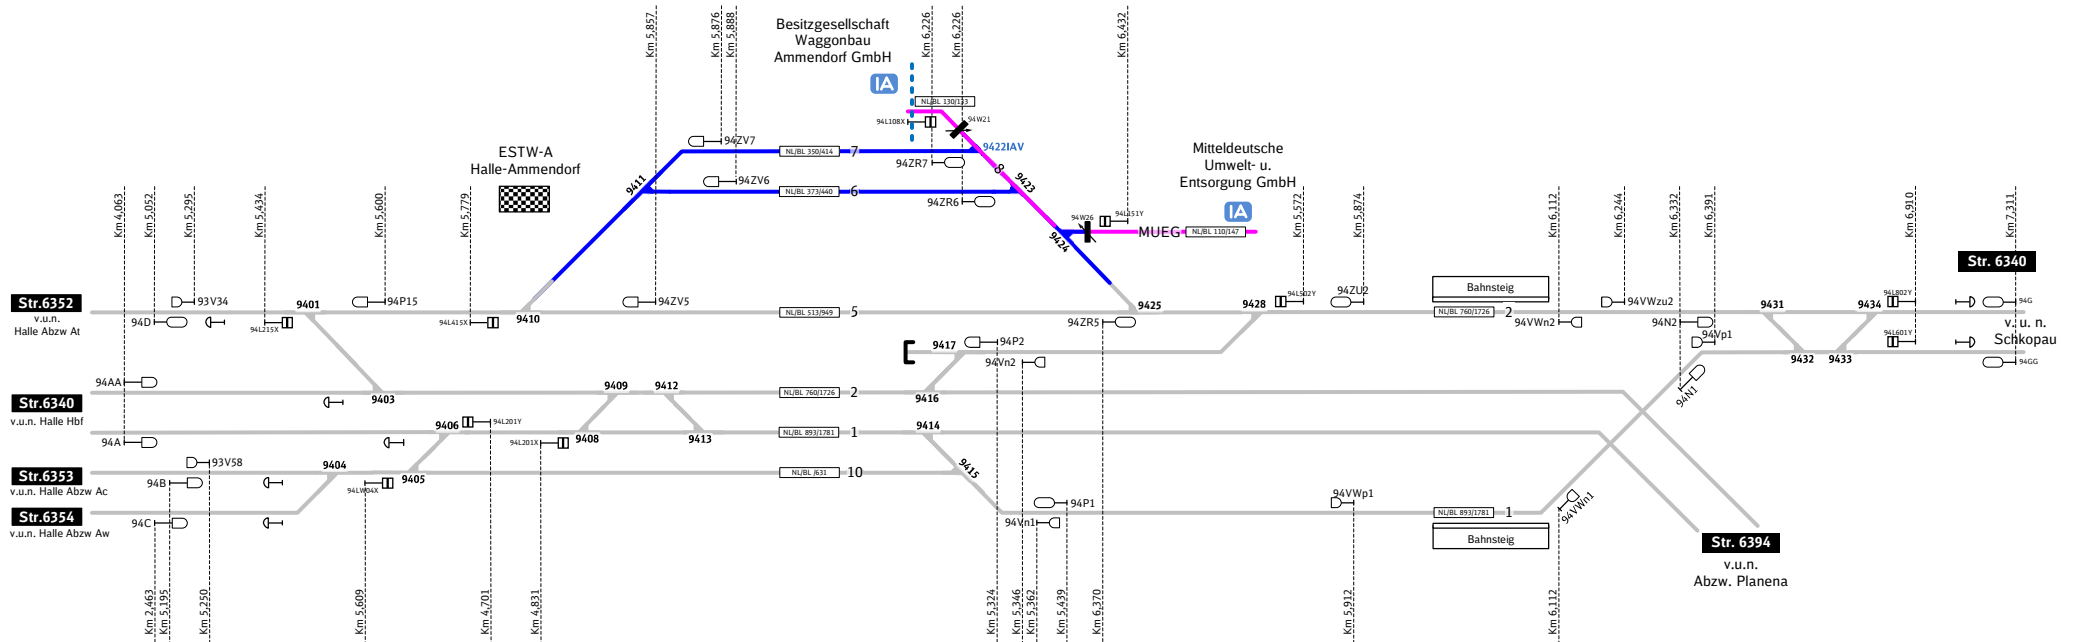 Besitzgesellschaft
Waggonbau
Ammendorf GmbH
IA
Km 5,857
Km 5,876
Km 5,888
Km 6,226
Km 6,226
Km 6,432
NL/BL 130/133
94L108X
94W21
94ZV7
NL/BL 350/414
7
9422IAV
94ZR7
8
ESTW-A
Halle-Ammendorf
9411
94ZV6
NL/BL 373/440
6
9423
94ZR6
Mitteldeutsche
Umwelt- u.
Entsorgung GmbH
IA
94W26
94L151Y
MUEG
NL/BL 110/147
9424
Km 4,063
Km 5,052
Km 5,295
Km 5,434
Km 5,600
Km 5,779
Km 5,572
Km 5,874
Km 6,112
Km 6,244
Km 6,332
Km 6,391
Km 6,910
Km 7,311
Str. 6340
Str.6352
v.u.n.
Halle Abzw At
93V34
94D
94L215X
9401
94P15
94L415X
9410
94ZV5
NL/BL 513/949
5
94ZR5
9425
9428
94L502Y
94ZU2
Bahnsteig
NL/BL 760/1726
2
94VWzu2
94VWn2
94N2
94Vp1
9431
9434
94L802Y
94G
v. u. n.
Schkopau
94L601Y
94GG
9432
9433
94N1
9417
94P2
94Vn2
94AA
9403
9409
9412
NL/BL 760/1726
2
9416
Str.6340
v.u.n. Halle Hbf
94A
9406
94L201Y
94L201X
9408
9413
NL/BL 893/1781
1
9414
Str.6353
v.u.n. Halle Abzw Ac
93V58
94B
9404
94LW04X
9405
NL/BL /631
10
9415
Str.6354
v.u.n. Halle Abzw Aw
94C
94P1
94Vn1
94VWp1
NL/BL 893/1781
1
94VWn1
Bahnsteig
Str. 6394
v.u.n.
Abzw. Planena
Km 2,463
Km 5,195
Km 5,250
Km 5,609
Km 4,701
Km 4,831
Km 5,324
Km 5,346
Km 5,362
Km 5,439
Km 6,370
Km 5,912
Km 6,112